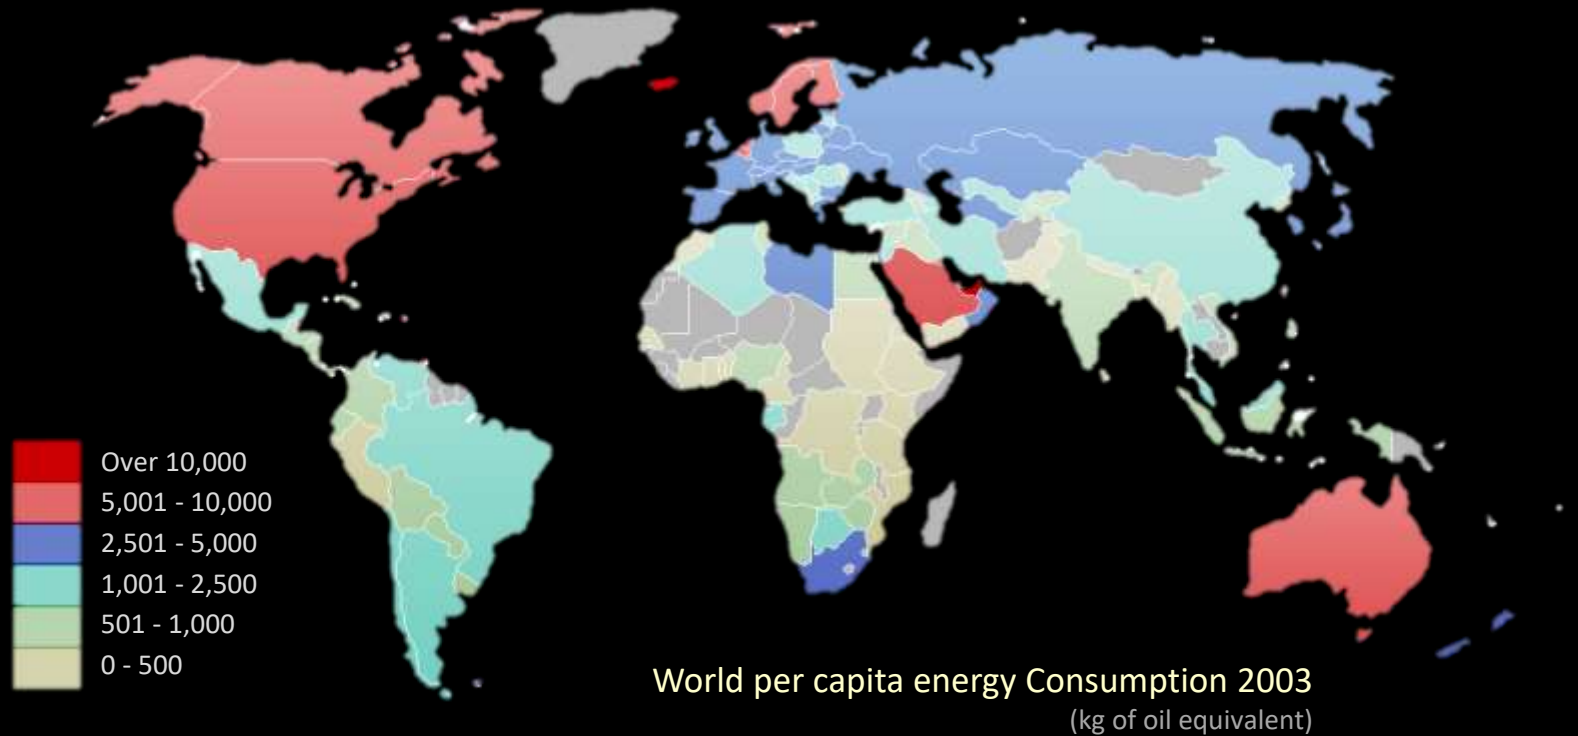 Over 10,000
5,001 - 10,000
2,501 - 5,000
1,001 - 2,500
501 - 1,000
0 - 500
World per capita energy Consumption 2003
(kg of oil equivalent)